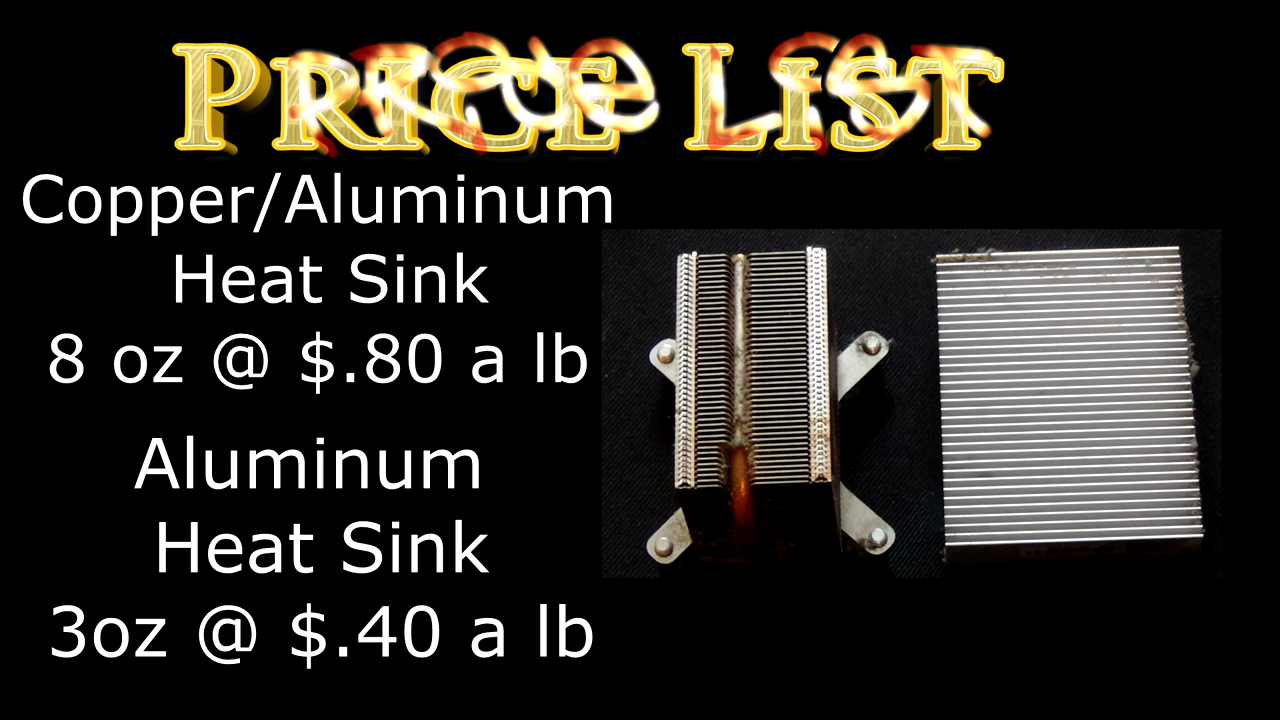 PRICE LIST
Copper/Aluminum
Heat Sink
8 oz @ $.80 a lb
Aluminum
Heat Sink
3oz @ $.40 a lb